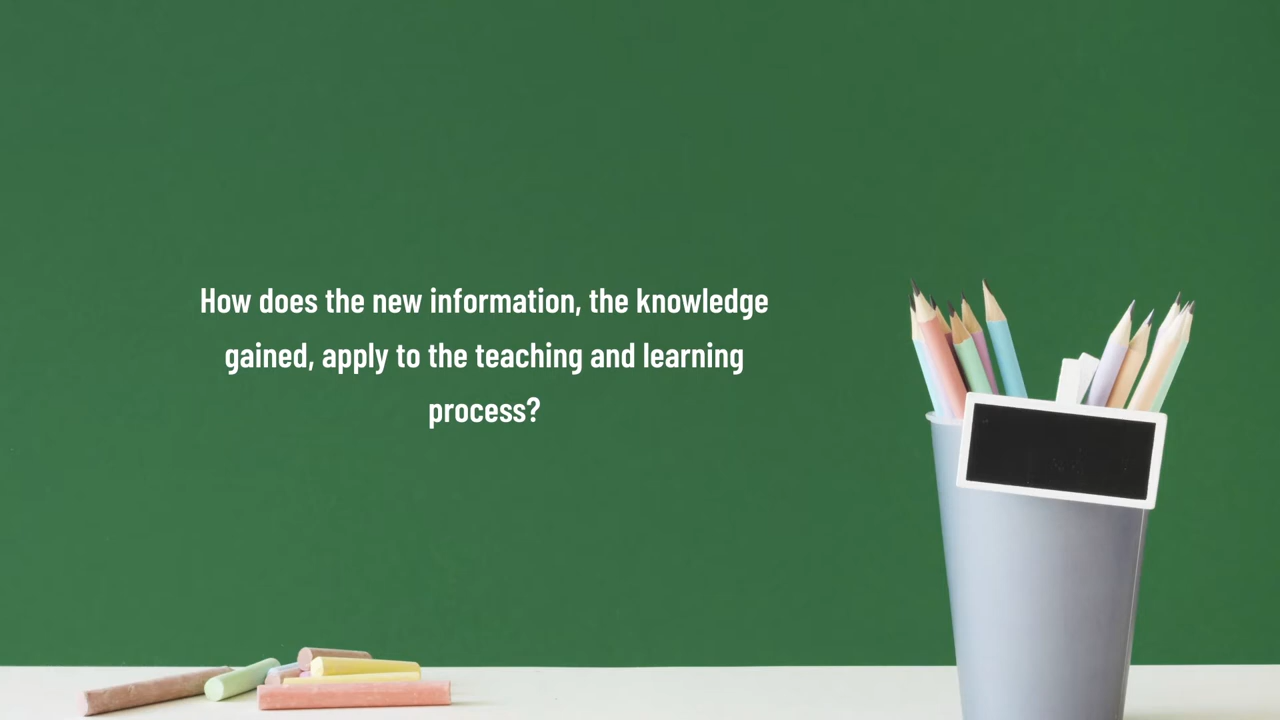 How does the new information, the knowledge
gained, apply to the teaching and learning
process?